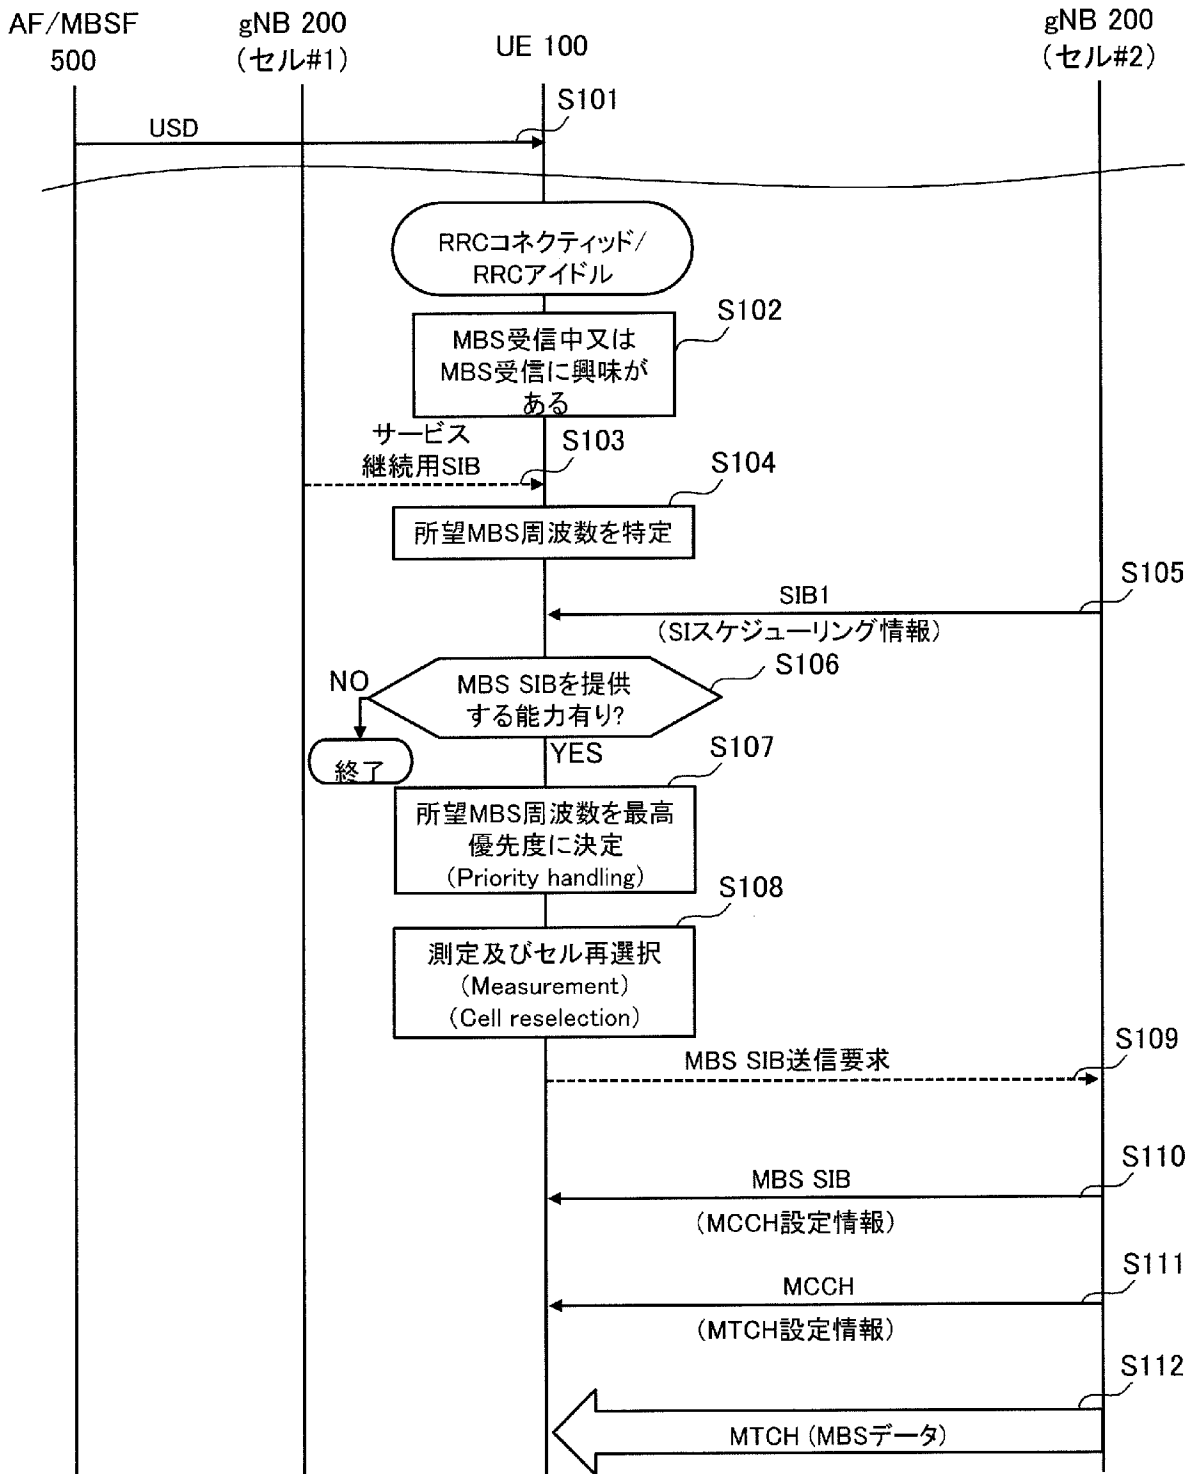 AF/MBSF
500
gNB 200
(セル#1)
UE 100
gNB 200
(セル#2)
S101
USD
RRCコネクティッド/
RRCアイドル
S102
MBS受信中又は
MBS受信に興味が
ある
サービス
継続用SIB
S103
S104
所望MBS周波数を特定
S105
SIB1
(SIスケジューリング情報)
S106
MBS SIBを提供
する能力有り?
NO
終了
YES
S107
所望MBS周波数を最高
優先度に決定
(Priority handling)
S108
測定及びセル再選択
(Measurement)
(Cell reselection)
S109
MBS SIB送信要求
S110
MBS SIB
(MCCH設定情報)
S111
MCCH
(MTCH設定情報)
S112
MTCH (MBSデータ)